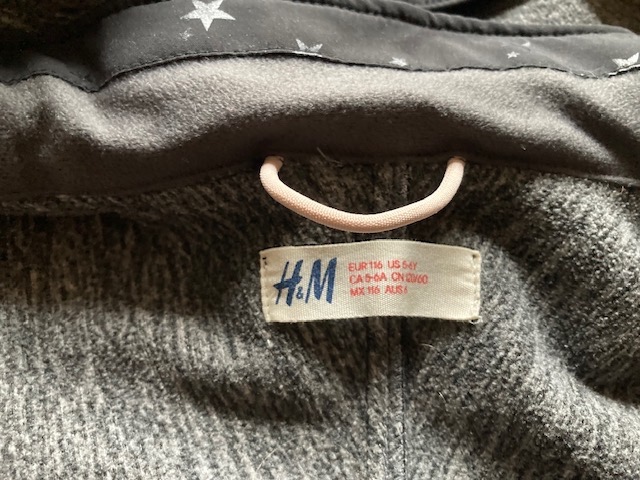 H&M
EUR 116 US 5-6Y
CA 5-6A CN 120/60
MX 116 AUS 6